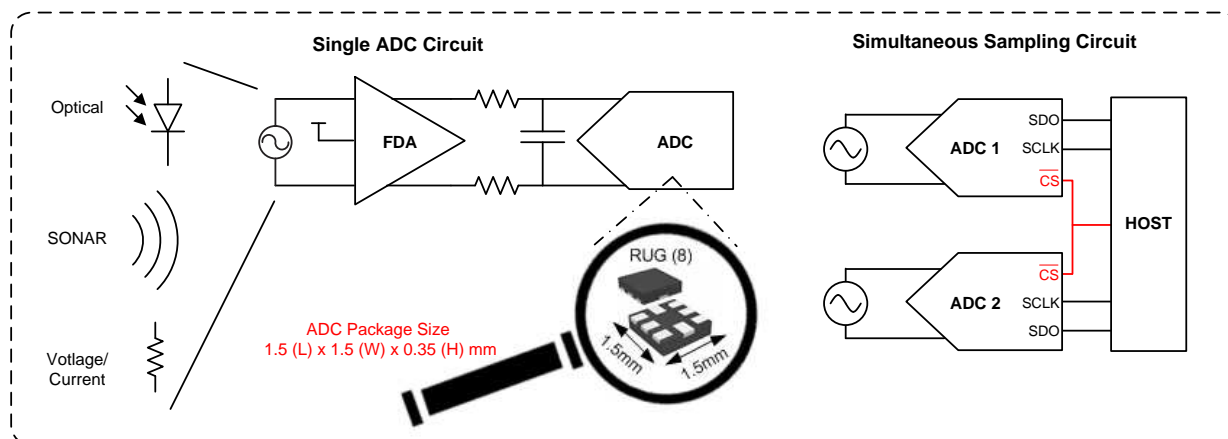 Single ADC Circuit
Simultaneous Sampling Circuit
Optical
SONAR
Votlage/
Current
FDA
ADC
RUG (8)
1.5mm
1.5mm
ADC Package Size
1.5 (L) x 1.5 (W) x 0.35 (H) mm
ADC 1
SDO
SCLK
CS
HOST
ADC 2
CS
SCLK
SDO